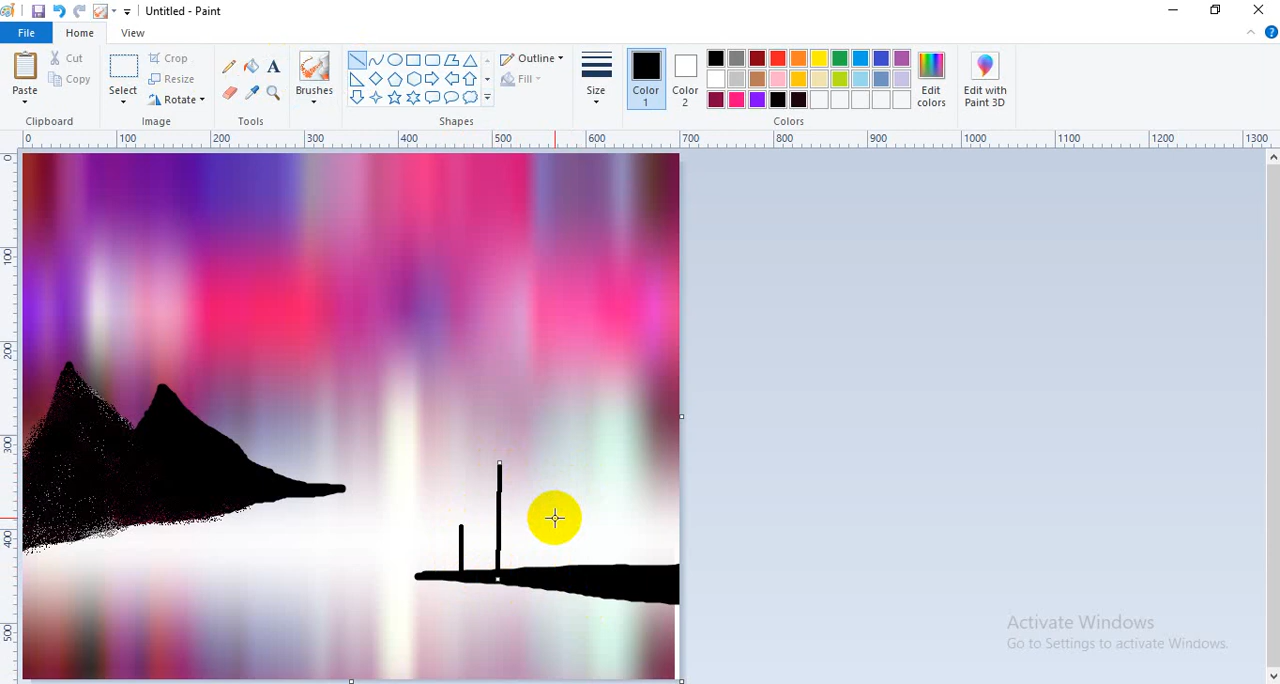 Untitled - Paint
File
Home
View
Paste
Cut
Copy
Clipboard
Select
Crop
Resize
Rotate
Image
A
Tools
Brushes
Outline
Fill
Shapes
Size
Color 1
Color 2
Edit colors
Colors
Edit with Paint 3D
0 100 200 300 400 500 600 700 800 900 1000 1100 1200 1300
0
100
200
300
400
500
Activate Windows
Go to Settings to activate Windows.